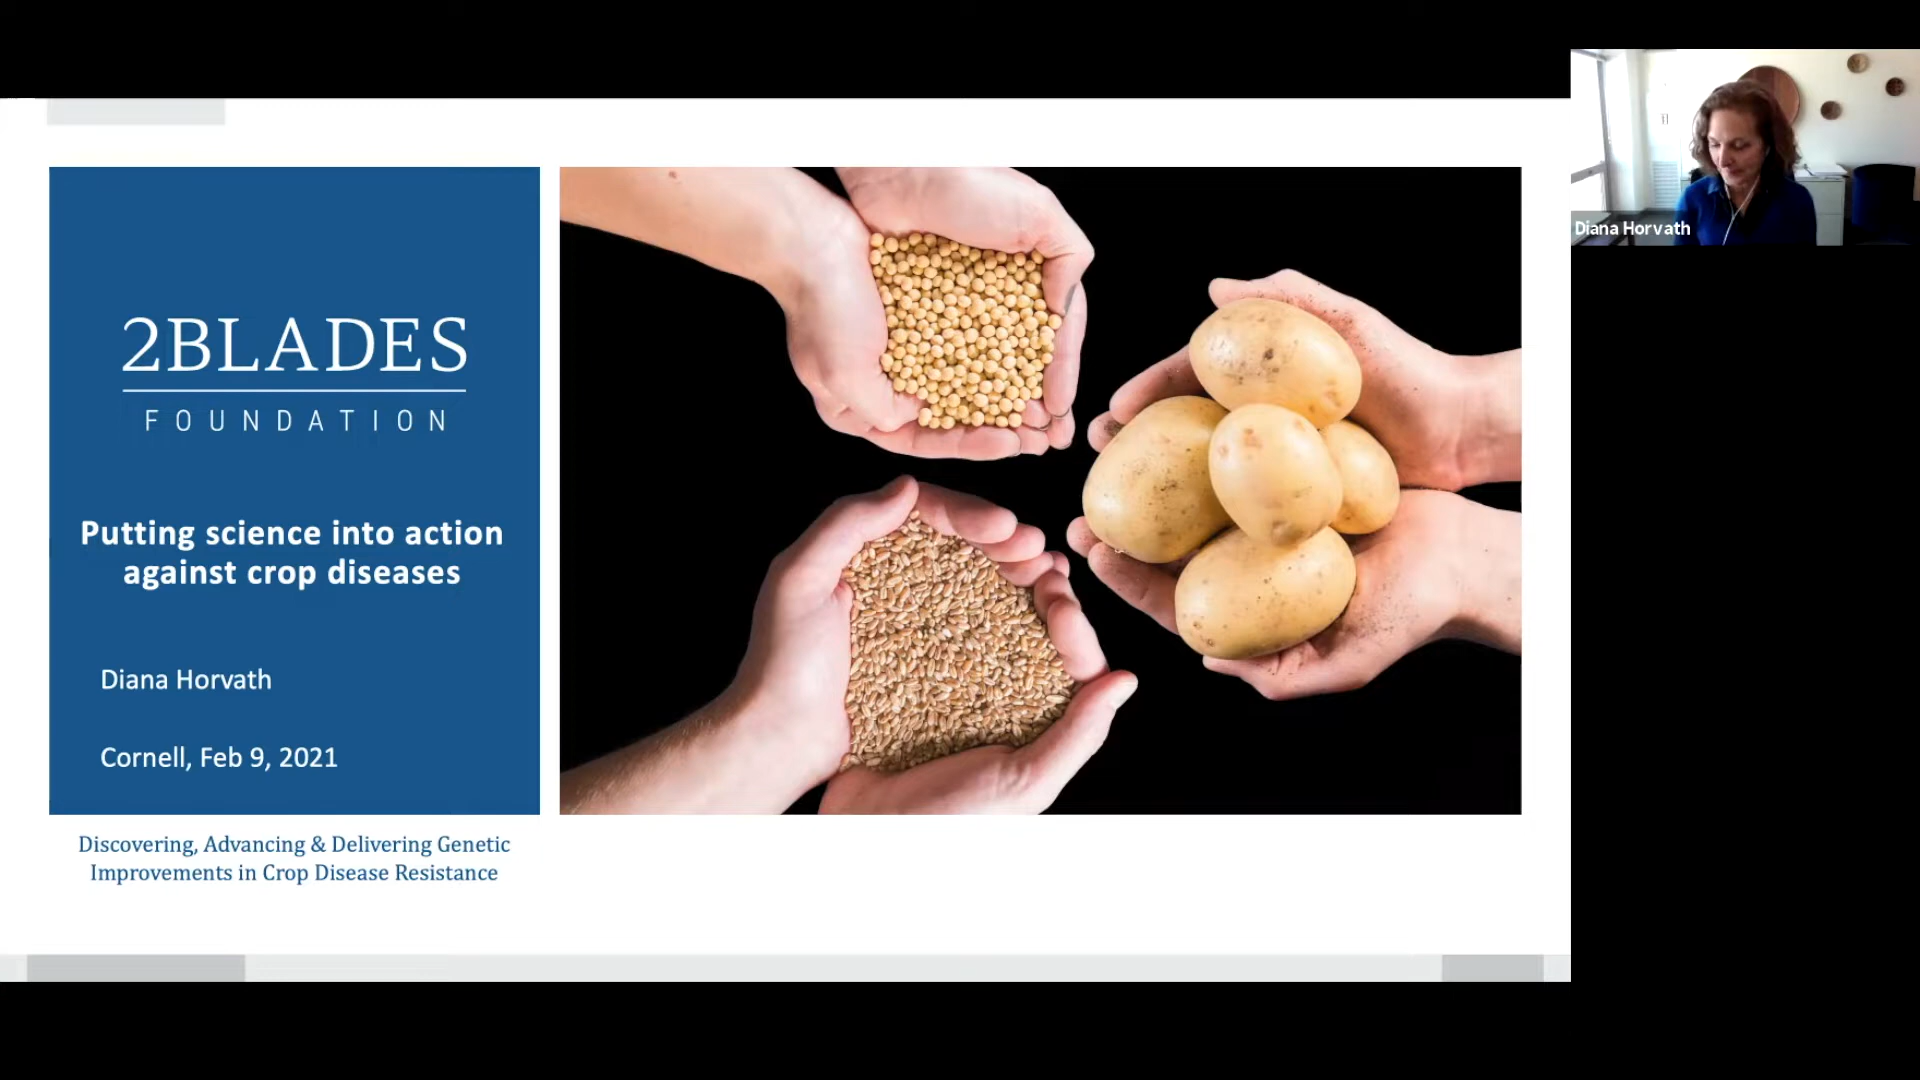 2BLADES
FOUNDATION
Putting science into action
against crop diseases
Diana Horvath
Cornell, Feb 9, 2021
Discovering, Advancing & Delivering Genetic
Improvements in Crop Disease Resistance
Diana Horvath